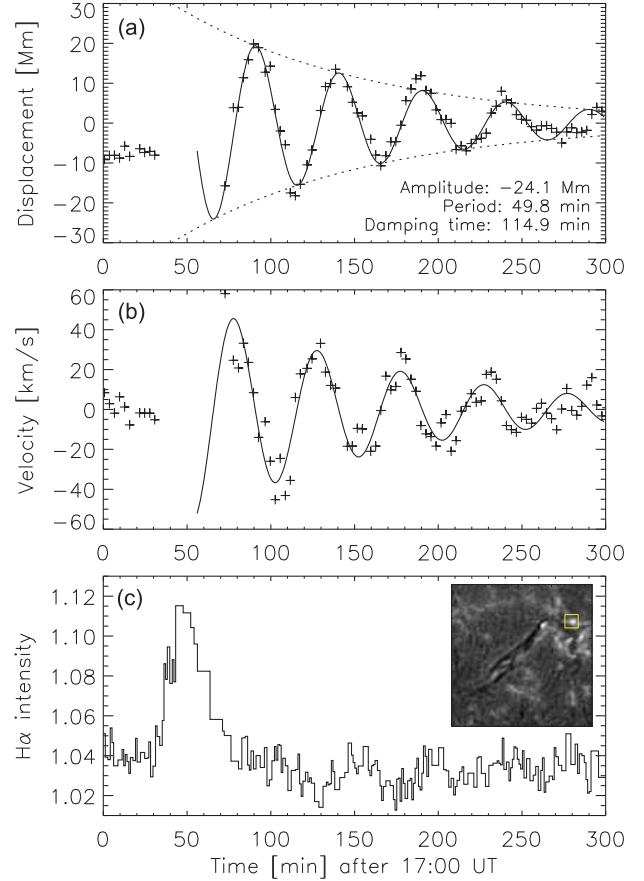 (a)
Displacement [Mm]
30
20
10
0
−10
−20
−30
Amplitude: −24.1 Mm
Period: 49.8 min
Damping time: 114.9 min
0 50 100 150 200 250 300
(b)
Velocity [km/s]
60
40
20
0
−20
−40
−60
0 50 100 150 200 250 300
(c)
Hα intensity
1.12
1.10
1.08
1.06
1.04
1.02
0 50 100 150 200 250 300
Time [min] after 17:00 UT